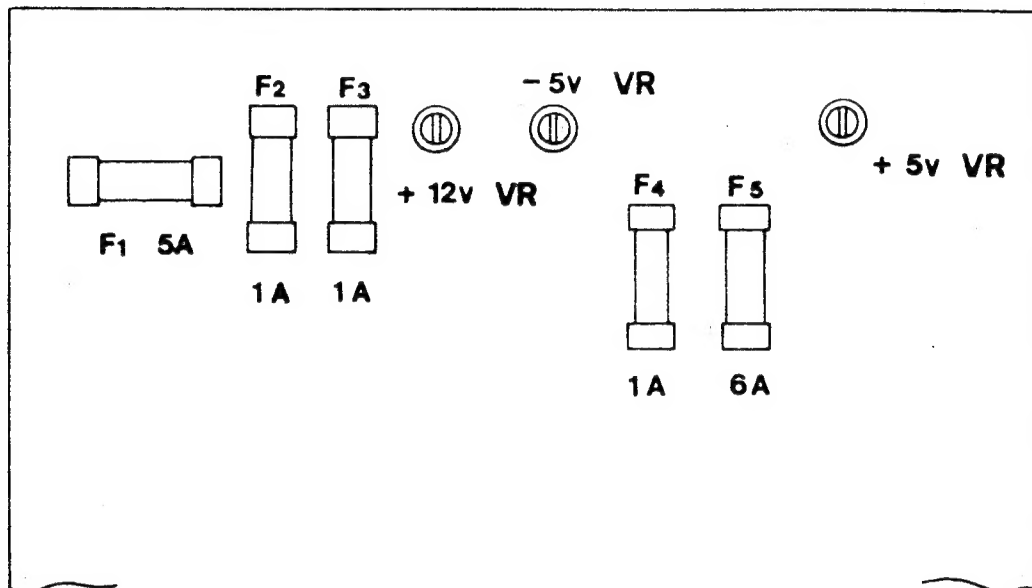 F2 F3
- 5v VR
+ 12v VR
+ 5v VR
F1 5A
1A 1A
F4 F5
1A 6A